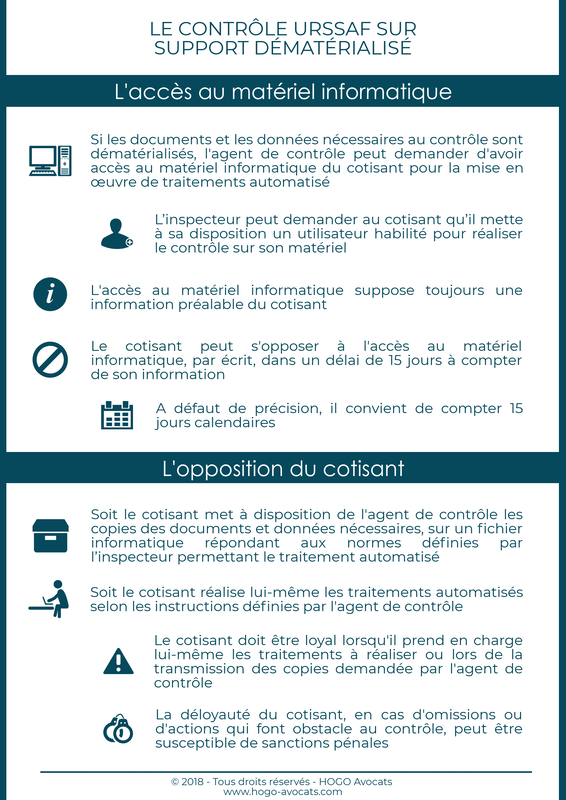 LE CONTRÔLE URSSAF SUR
SUPPORT DÉMATÉRIALISÉ
L'accès au matériel informatique
Si les documents et les données nécessaires au contrôle sont
dématérialisés, l'agent de contrôle peut demander d'avoir
accès au matériel informatique du cotisant pour la mise en
œuvre de traitements automatisé
L'inspecteur peut demander au cotisant qu'il mette
à sa disposition un utilisateur habilité pour réaliser
le contrôle sur son matériel
L'accès au matériel informatique suppose toujours une
information préalable du cotisant
Le cotisant peut s'opposer à l'accès au matériel
informatique, par écrit, dans un délai de 15 jours à compter
de son information
A défaut de précision, il convient de compter 15
jours calendaires
L'opposition du cotisant
Soit le cotisant met à disposition de l'agent de contrôle les
copies des documents et données nécessaires, sur un fichier
informatique répondant aux normes définies par
l'inspecteur permettant le traitement automatisé
Soit le cotisant réalise lui-même les traitements automatisés
selon les instructions définies par l'agent de contrôle
Le cotisant doit être loyal lorsqu'il prend en charge
lui-même les traitements à réaliser ou lors de la
transmission des copies demandée par l'agent de
contrôle
La déloyauté du cotisant, en cas d'omissions ou
d'actions qui font obstacle au contrôle, peut être
susceptible de sanctions pénales
© 2018 - Tous droits réservés - HOGO Avocats
www.hogo-avocats.com